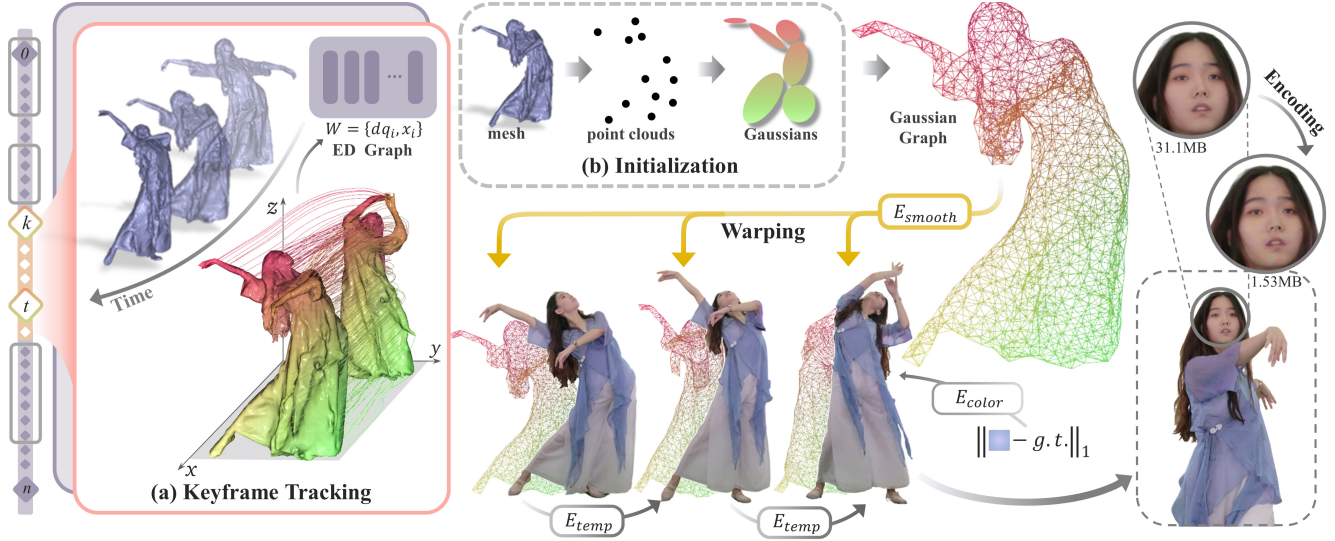 0
k
t
n
W = {dq_i, x_i}
ED Graph
Time
z
y
x
(a) Keyframe Tracking
mesh
point clouds
Gaussians
(b) Initialization
Gaussian
Graph
E_smooth
Warping
E_temp
E_temp
E_color
‖ − g.t.‖_1
31.1MB
Encoding
1.53MB